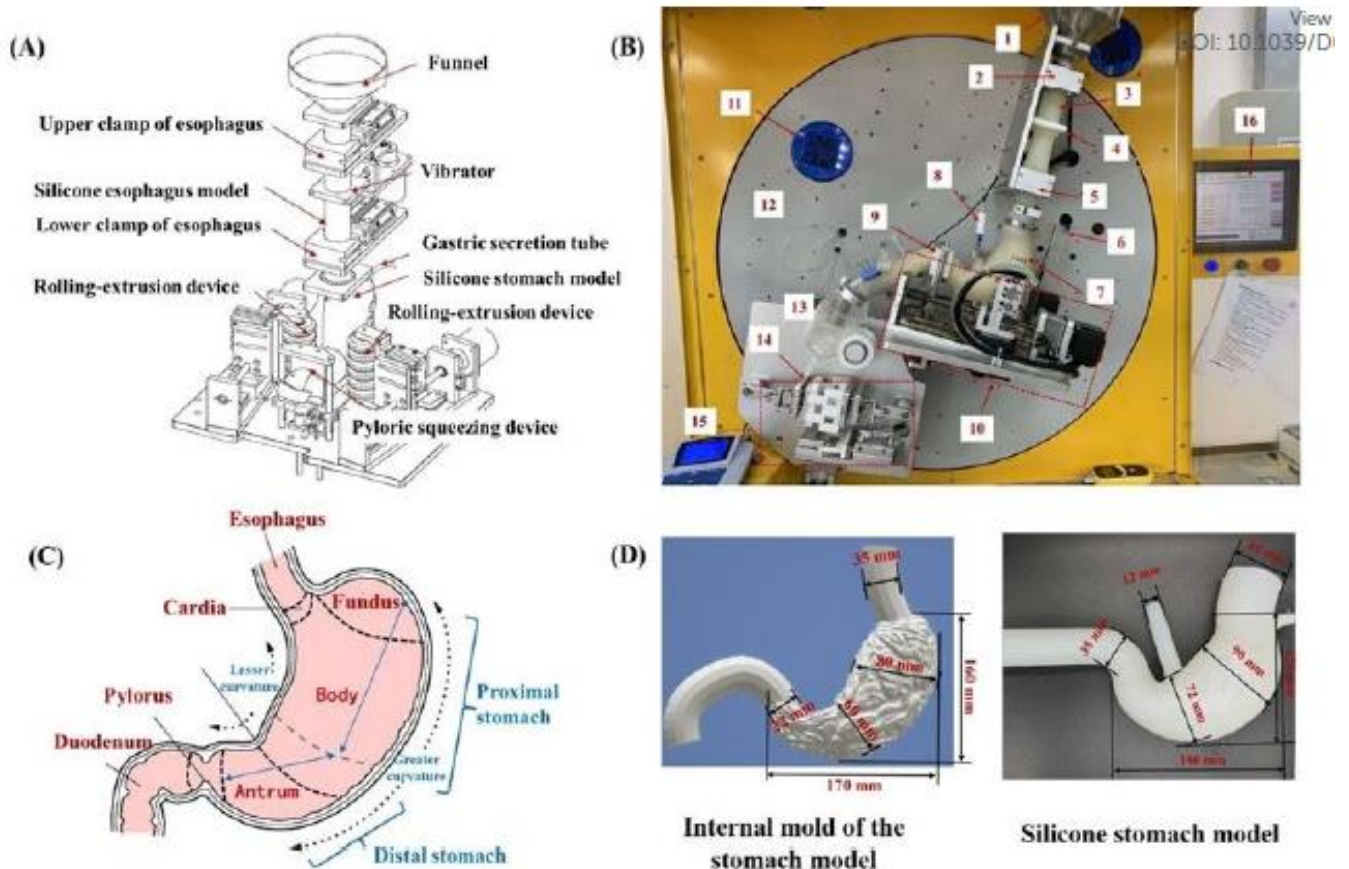 (A)
Funnel
Upper clamp of esophagus
Vibrator
Silicone esophagus model
Lower clamp of esophagus
Gastric secretion tube
Silicone stomach model
Rolling-extrusion device
Rolling-extrusion device
Pyloric squeezing device
(B)
View
DOI: 10.1039/D
1
2
3
4
5
6
7
8
9
10
11
12
13
14
15
16
(C)
Esophagus
Cardia
Fundus
Lesser
curvature
Body
Pylorus
Proximal
stomach
Duodenum
Greater
curvature
Antrum
Distal stomach
(D)
35 mm
80 mm
160 mm
60 mm
170 mm
Internal mold of the
stomach model
12 mm
35 mm
90 mm
72 mm
Silicone stomach model